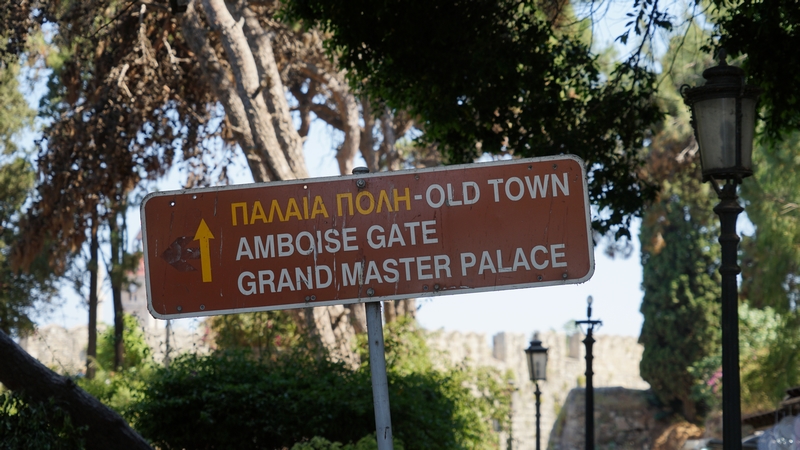 ΠΑΛΑΙΑ ΠΟΛΗ-OLD TOWN
AMBOISE GATE
GRAND MASTER PALACE